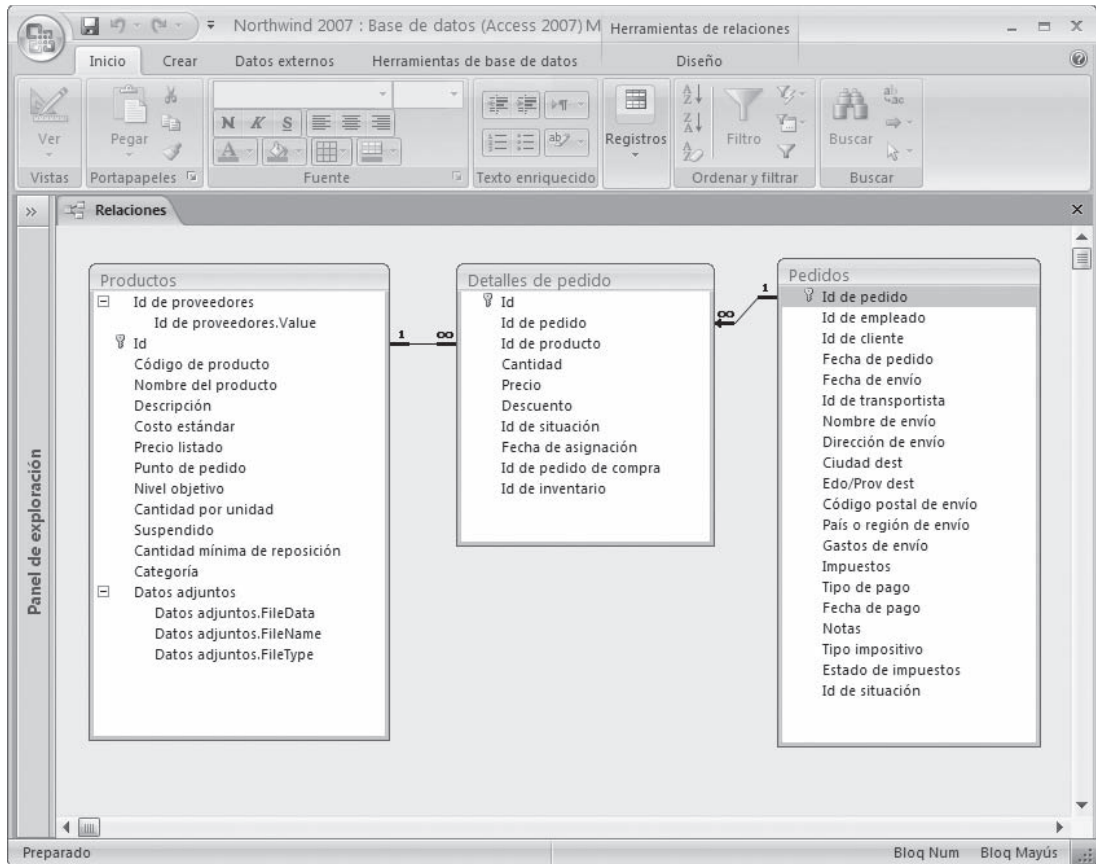 Northwind 2007 : Base de datos (Access 2007) M
Herramientas de relaciones
Inicio
Crear
Datos externos
Herramientas de base de datos
Diseño
Ver
Pegar
N K S
Registros
Filtro
Buscar
Vistas
Portapapeles
Fuente
Texto enriquecido
Ordenar y filtrar
Buscar
Relaciones
Panel de exploración
Productos
Id de proveedores
Id de proveedores.Value
Id
Código de producto
Nombre del producto
Descripción
Costo estándar
Precio listado
Punto de pedido
Nivel objetivo
Cantidad por unidad
Suspendido
Cantidad mínima de reposición
Categoría
Datos adjuntos
Datos adjuntos.FileData
Datos adjuntos.FileName
Datos adjuntos.FileType
1 ∞
Detalles de pedido
Id
Id de pedido
Id de producto
Cantidad
Precio
Descuento
Id de situación
Fecha de asignación
Id de pedido de compra
Id de inventario
∞ 1
Pedidos
Id de pedido
Id de empleado
Id de cliente
Fecha de pedido
Fecha de envío
Id de transportista
Nombre de envío
Dirección de envío
Ciudad dest
Edo/Prov dest
Código postal de envío
País o región de envío
Gastos de envío
Impuestos
Tipo de pago
Fecha de pago
Notas
Tipo impositivo
Estado de impuestos
Id de situación
Preparado
Bloq Num
Bloq Mayús